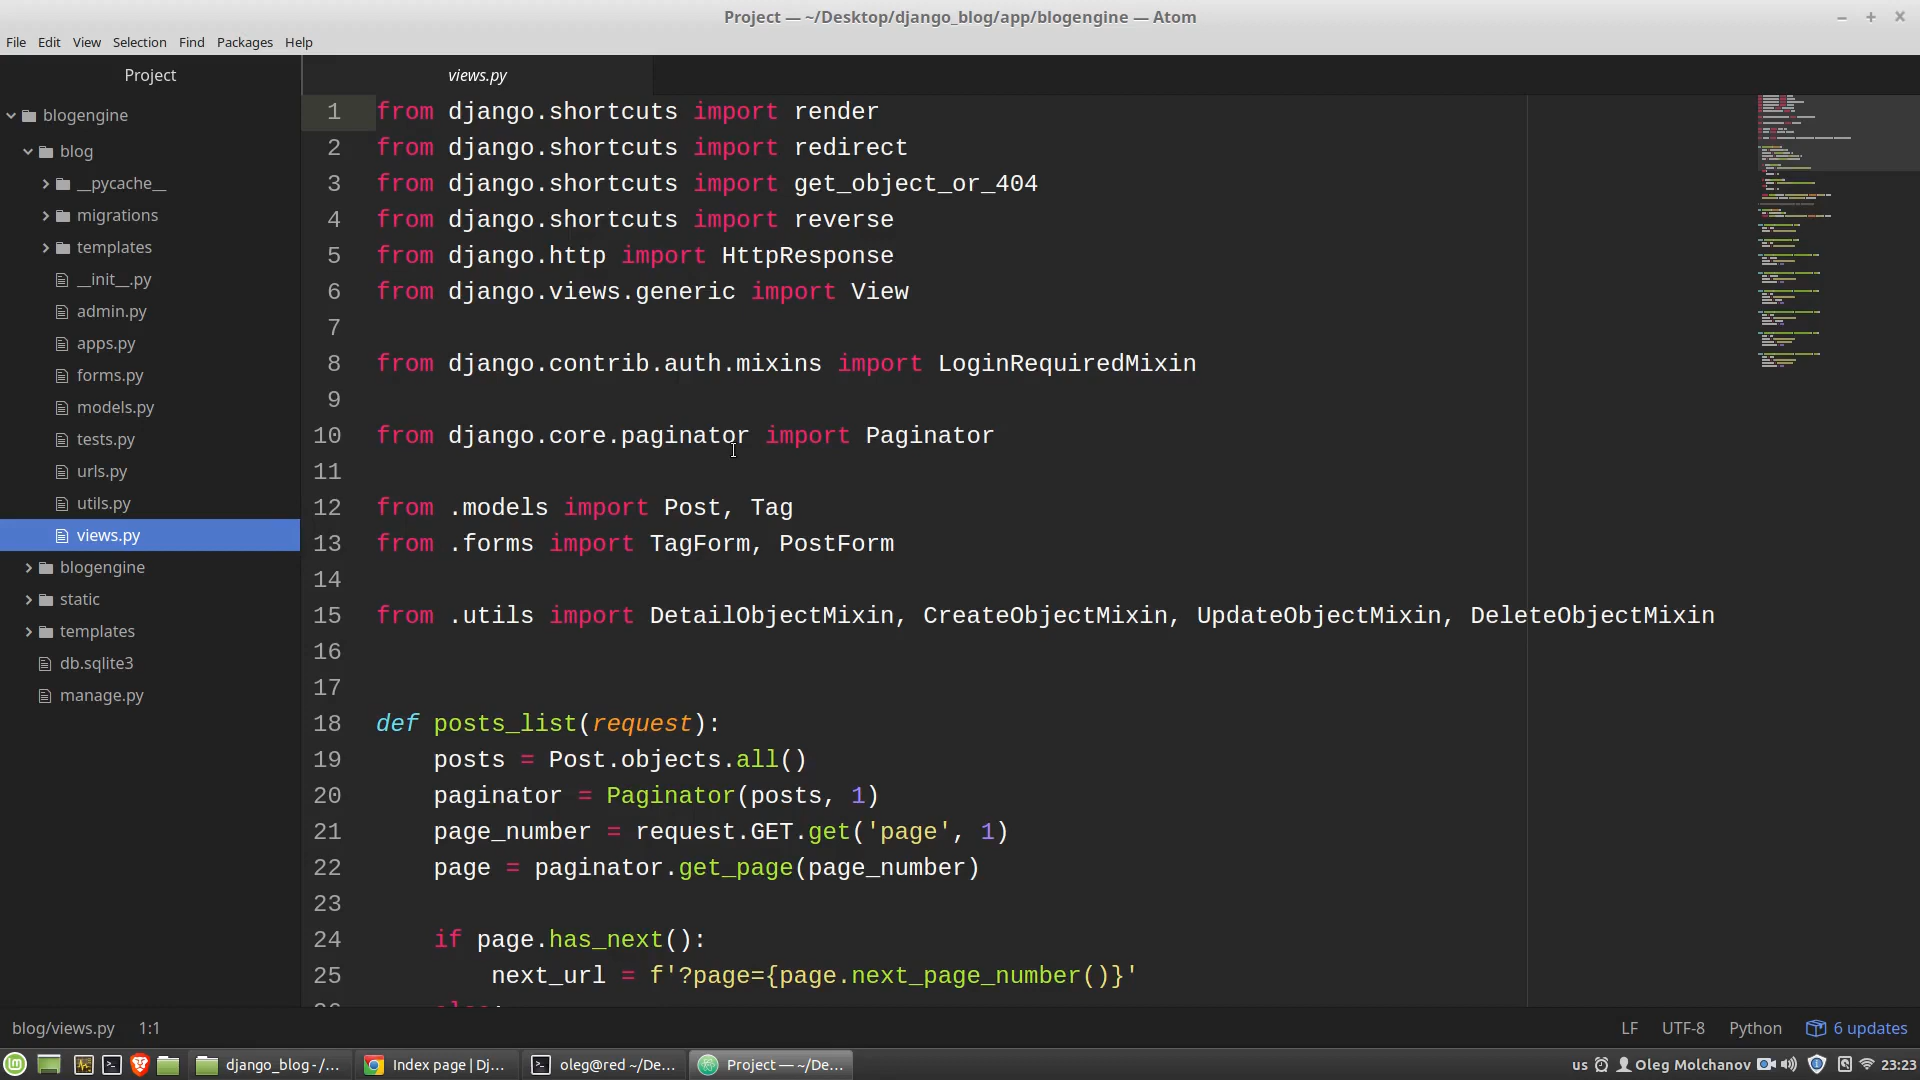 Project — ~/Desktop/django_blog/app/blogengine — Atom
File Edit View Selection Find Packages Help
Project
blogengine
blog
__pycache__
migrations
templates
__init__.py
admin.py
apps.py
forms.py
models.py
tests.py
urls.py
utils.py
views.py
blogengine
static
templates
db.sqlite3
manage.py
views.py
1 from django.shortcuts import render
2 from django.shortcuts import redirect
3 from django.shortcuts import get_object_or_404
4 from django.shortcuts import reverse
5 from django.http import HttpResponse
6 from django.views.generic import View
7
8 from django.contrib.auth.mixins import LoginRequiredMixin
9
10 from django.core.paginator import Paginator
11
12 from .models import Post, Tag
13 from .forms import TagForm, PostForm
14
15 from .utils import DetailObjectMixin, CreateObjectMixin, UpdateObjectMixin, DeleteObjectMixin
16
17
18 def posts_list(request):
19     posts = Post.objects.all()
20     paginator = Paginator(posts, 1)
21     page_number = request.GET.get('page', 1)
22     page = paginator.get_page(page_number)
23
24     if page.has_next():
25         next_url = f'?page={page.next_page_number()}'
blog/views.py 1:1 LF UTF-8 Python 6 updates
django_blog - /... Index page | Dj... oleg@red ~/De... Project — ~/De... us Oleg Molchanov 23:23